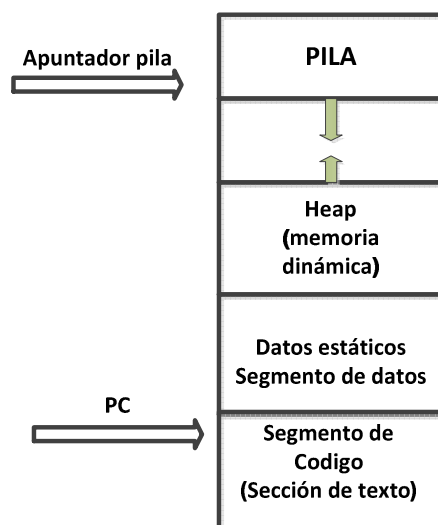 Apuntador pila
PILA
Heap
(memoria
dinámica)
Datos estáticos
Segmento de datos
PC
Segmento de
Codigo
(Sección de texto)